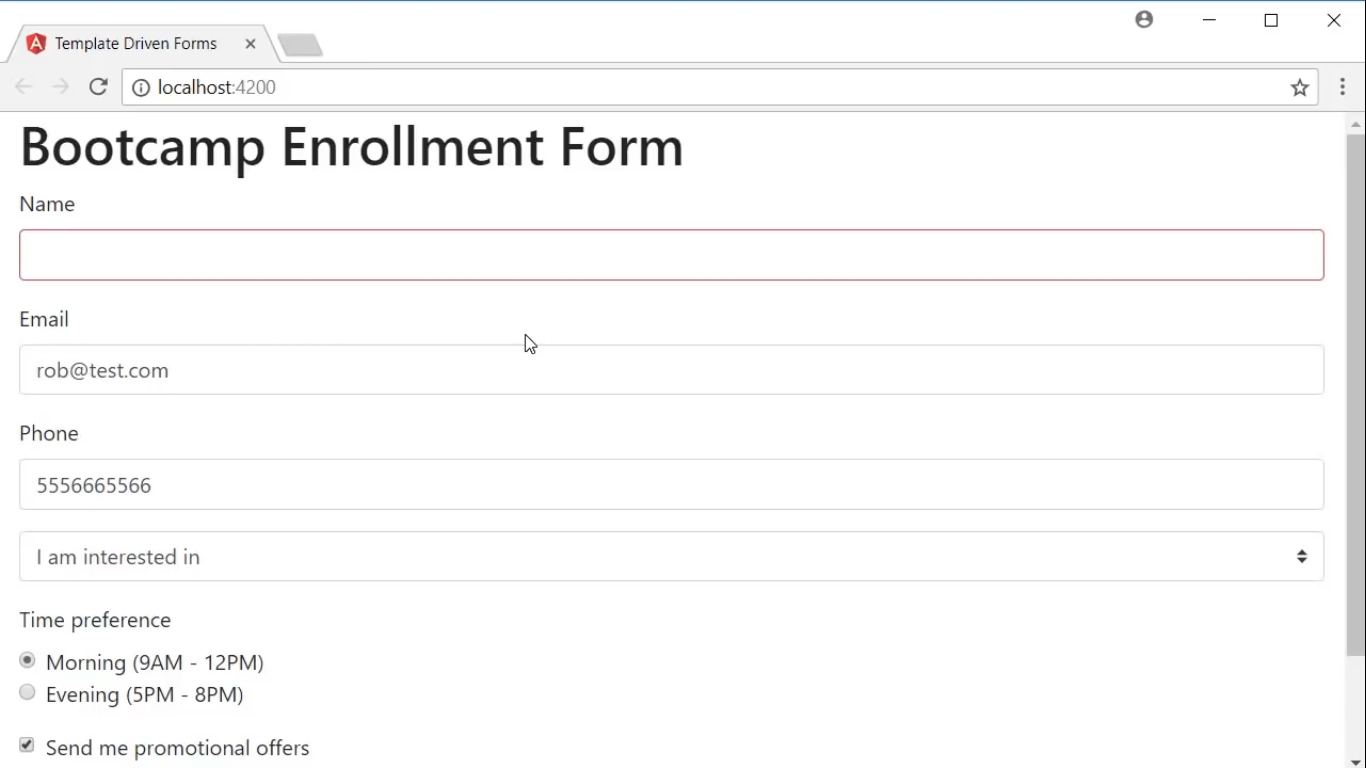 Template Driven Forms
localhost:4200
Bootcamp Enrollment Form
Name
Email
rob@test.com
Phone
5556665566
I am interested in
Time preference
Morning (9AM - 12PM)
Evening (5PM - 8PM)
Send me promotional offers